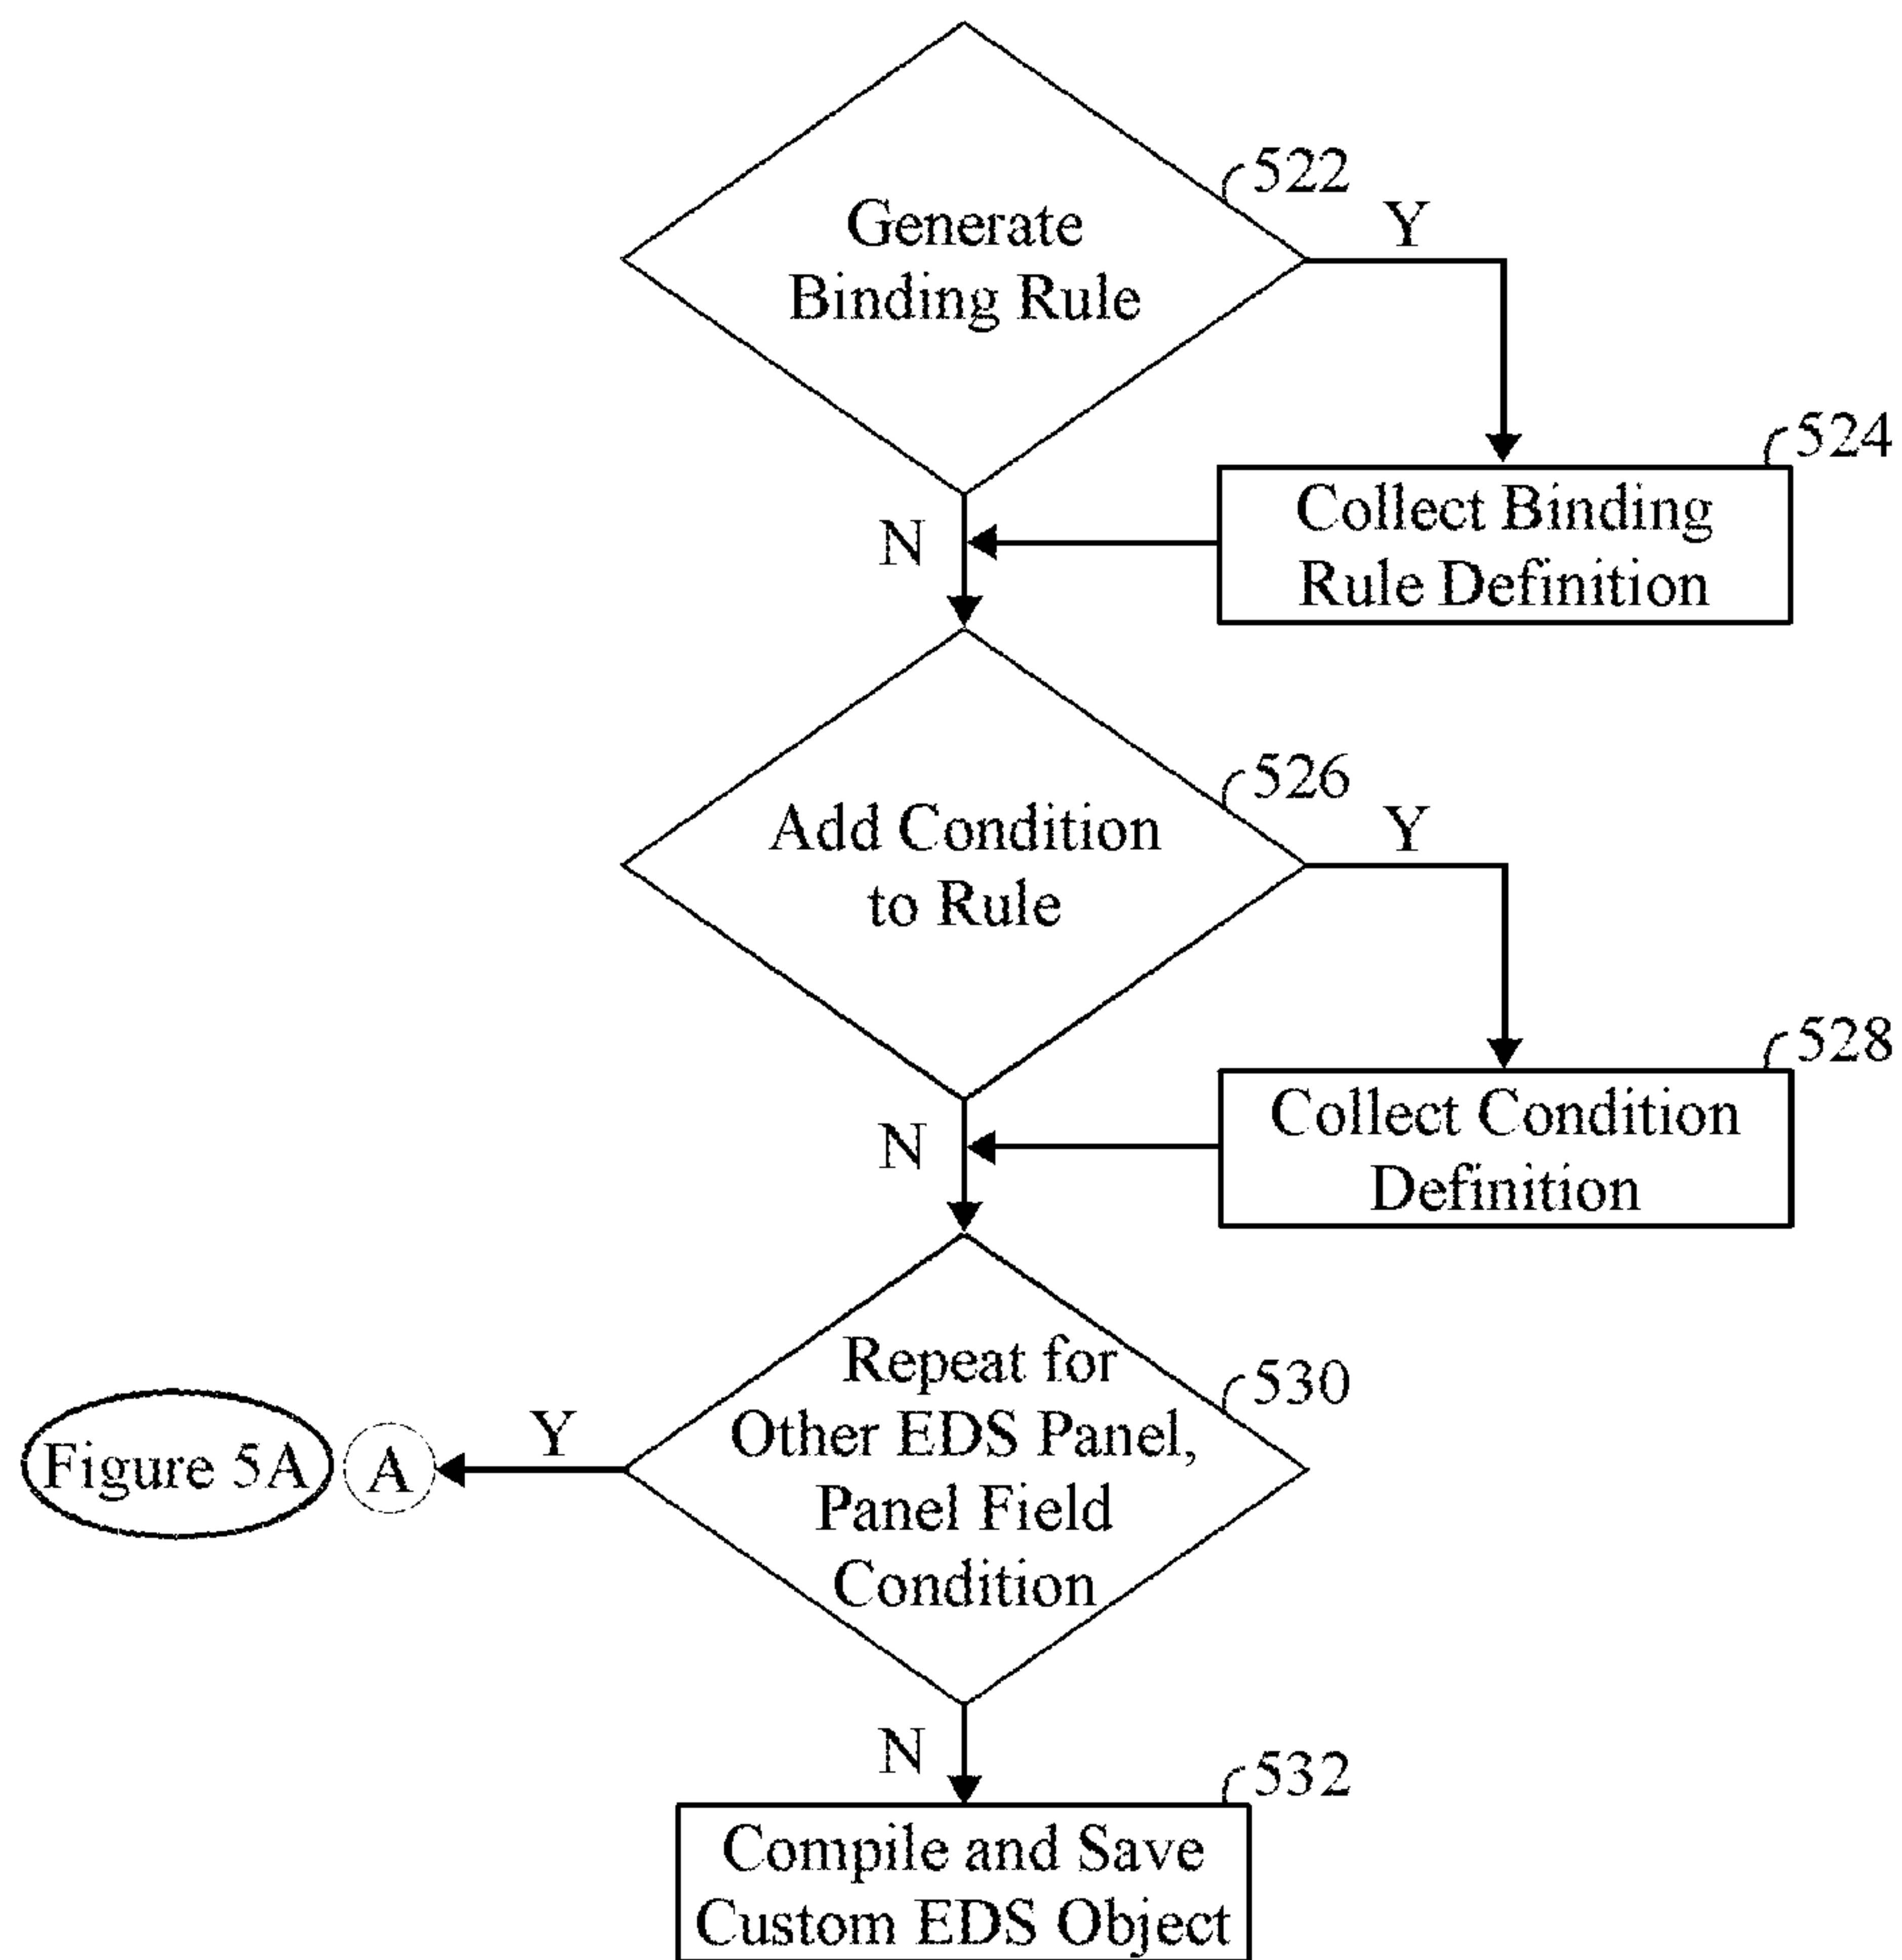 522
Generate
Binding Rule
Y
524
Collect Binding
Rule Definition
N
526
Add Condition
to Rule
Y
528
Collect Condition
Definition
N
530
Repeat for
Other EDS Panel,
Panel Field
Condition
Y
Figure 5A
A
N
532
Compile and Save
Custom EDS Object